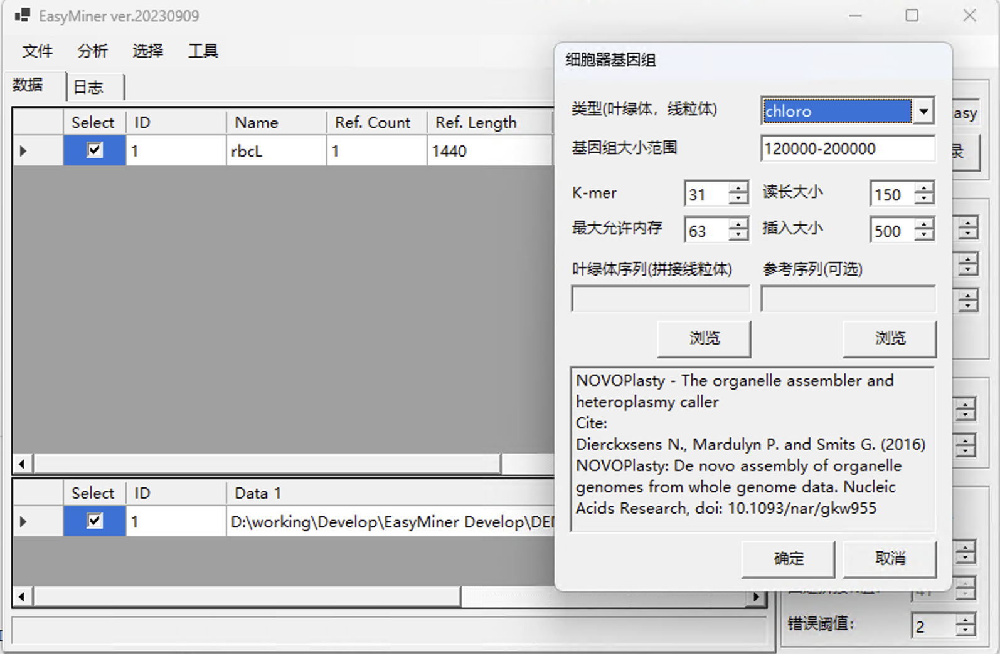 EasyMiner ver.20230909
文件 分析 选择 工具
数据 日志
Select ID Name Ref. Count Ref. Length
1 rbcL 1 1440
Select ID Data 1
1 D:\working\Develop\EasyMiner Develop\DE
细胞器基因组
类型(叶绿体，线粒体) chloro
基因组大小范围 120000-200000
K-mer 31 读长大小 150
最大允许内存 63 插入大小 500
叶绿体序列(拼接线粒体) 参考序列(可选)
浏览 浏览
NOVOPlasty - The organelle assembler and
heteroplasmy caller
Cite:
Dierckxsens N., Mardulyn P. and Smits G. (2016)
NOVOPlasty: De novo assembly of organelle
genomes from whole genome data. Nucleic
Acids Research, doi: 10.1093/nar/gkw955
确定 取消
asy
录
错误阈值: 2